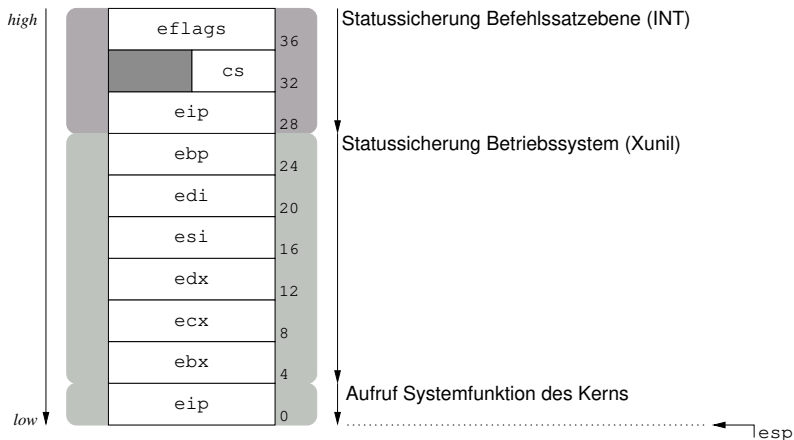 high
eflags
36
Statussicherung Befehlssatzebene (INT)
cs
32
eip
28
Statussicherung Betriebssystem (Xunil)
ebp
24
edi
20
esi
16
edx
12
ecx
8
ebx
4
Aufruf Systemfunktion des Kerns
eip
0
low
esp